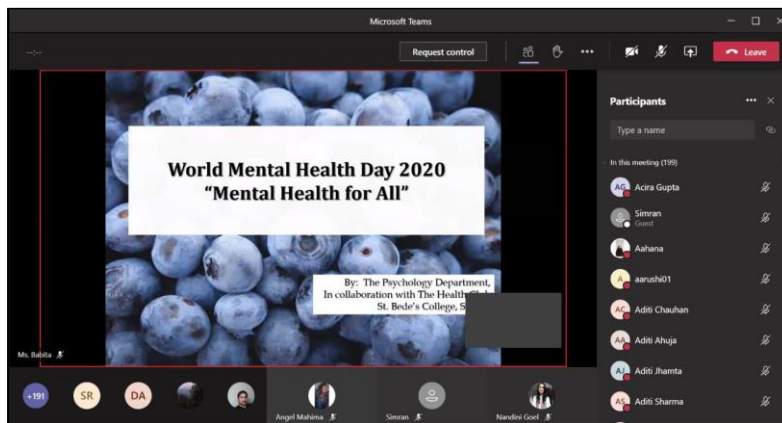 Microsoft Teams
--:--
Request control
Leave
World Mental Health Day 2020
“Mental Health for All”
By: The Psychology Department,
In collaboration with The Health
St. Bede's College,
Ms. Babita
+191
SR
DA
Angel Mahima
Simran
Nandini Goel
Participants
Type a name
In this meeting (199)
AG Acira Gupta
Simran
Guest
Aahana
A aarushi01
AC Aditi Chauhan
AA Aditi Ahuja
AJ Aditi Jhamta
AS Aditi Sharma